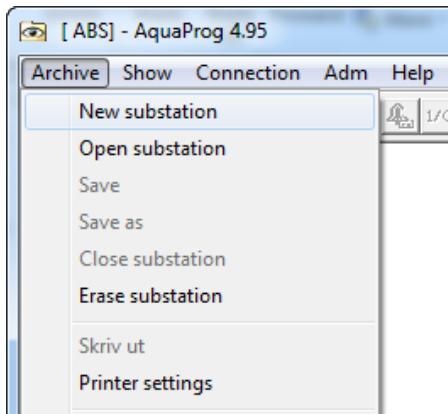 [ ABS] - AquaProg 4.95
Archive Show Connection Adm Help
New substation
Open substation
Save
Save as
Close substation
Erase substation
Skriv ut
Printer settings